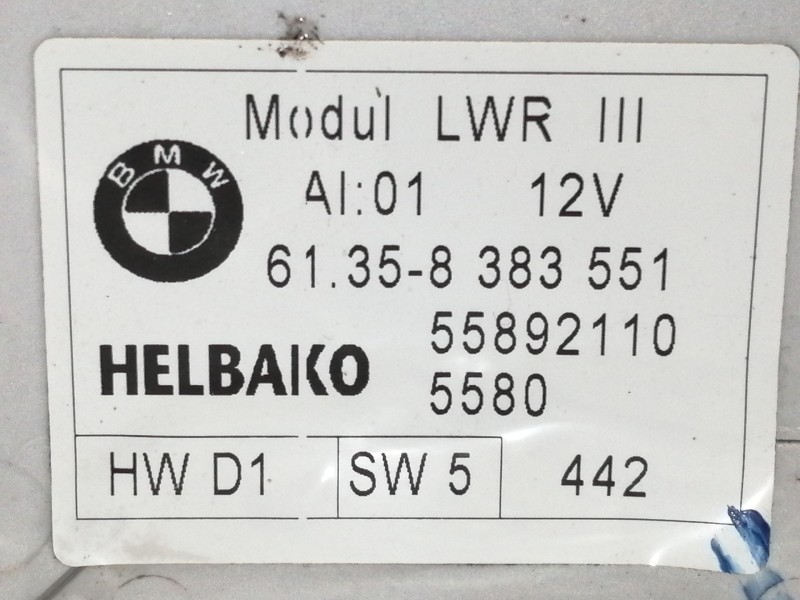 Modul LWR III
BMW
AI:01 12V
61.35-8 383 551
55892110
HELBAKO
5580
HW D1 SW 5 442